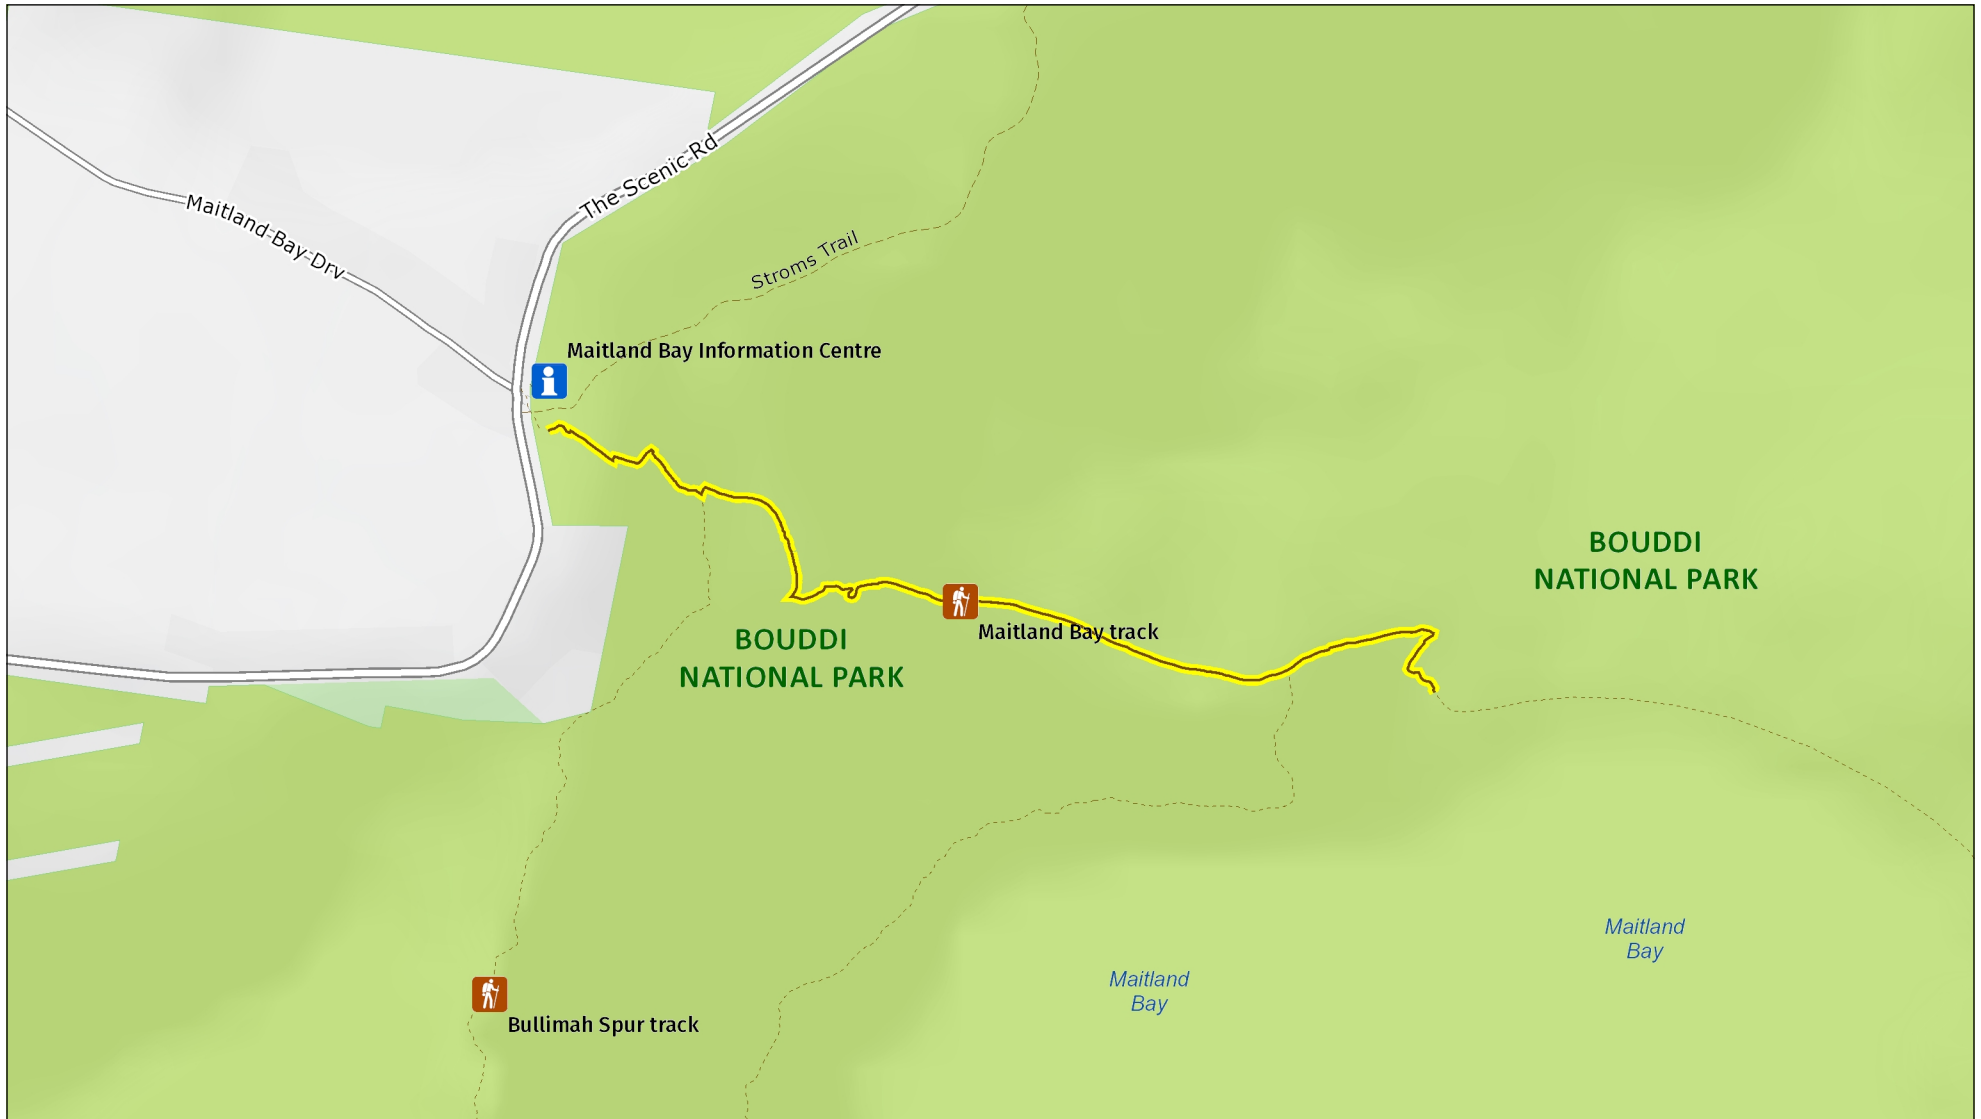 The Scenic Rd
Maitland Bay Drv
Stroms Trail
Maitland Bay Information Centre
BOUDDI
NATIONAL PARK
Maitland Bay track
BOUDDI
NATIONAL PARK
Maitland
Bay
Maitland
Bay
Bullimah Spur track